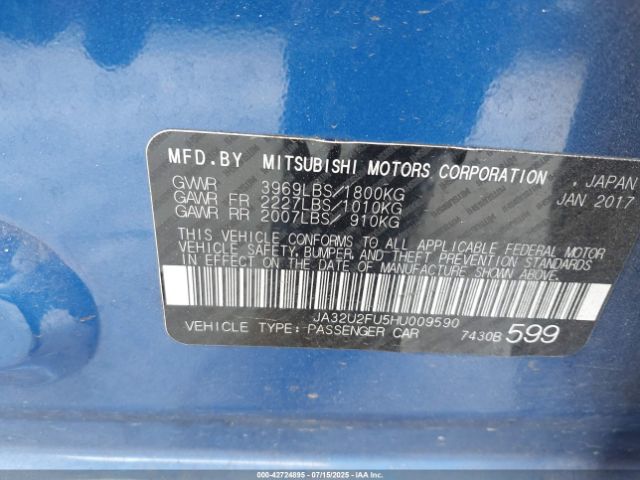 MFD.BY MITSUBISHI MOTORS CORPORATION , JAPAN
GVWR 3969LBS/1800KG JAN 2017
GAWR FR 2227LBS/1010KG
GAWR RR 2007LBS/ 910KG
THIS VEHICLE CONFORMS TO ALL APPLICABLE FEDERAL MOTOR
VEHICLE SAFETY, BUMPER, AND THEFT PREVENTION STANDARDS
IN EFFECT ON THE DATE OF MANUFACTURE SHOWN ABOVE.
JA32U2FU5HU009590
VEHICLE TYPE: PASSENGER CAR 7430B 599
© - 42724895 - 07/15/2025 - IAA Holdings, LLC